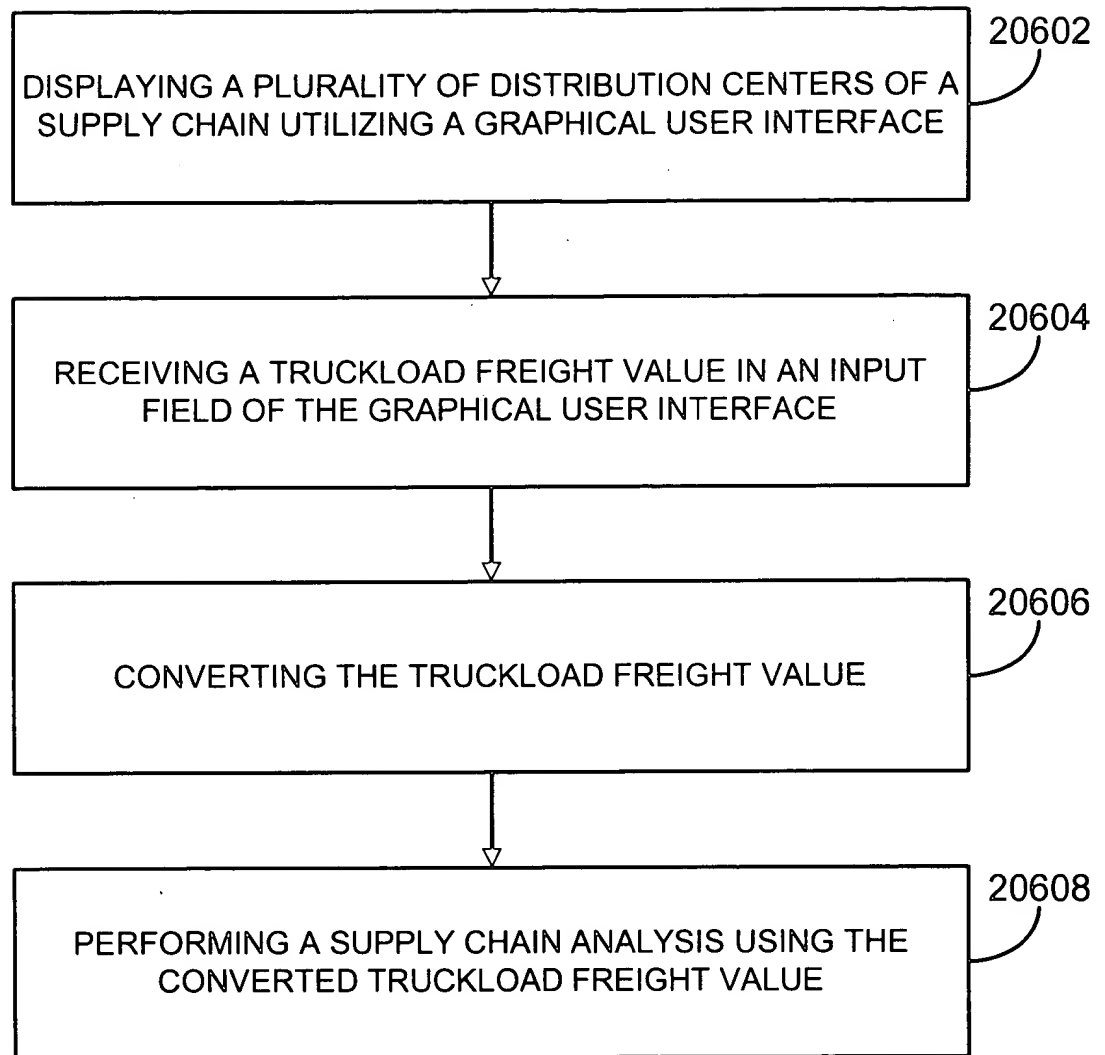 20602
DISPLAYING A PLURALITY OF DISTRIBUTION CENTERS OF A
SUPPLY CHAIN UTILIZING A GRAPHICAL USER INTERFACE
20604
RECEIVING A TRUCKLOAD FREIGHT VALUE IN AN INPUT
FIELD OF THE GRAPHICAL USER INTERFACE
20606
CONVERTING THE TRUCKLOAD FREIGHT VALUE
20608
PERFORMING A SUPPLY CHAIN ANALYSIS USING THE
CONVERTED TRUCKLOAD FREIGHT VALUE